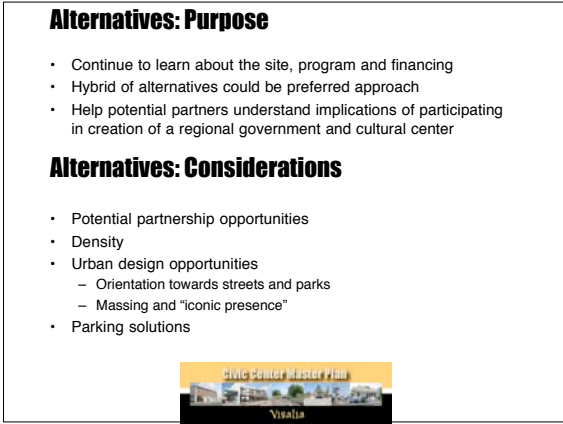 Alternatives: Purpose
• Continue to learn about the site, program and financing
• Hybrid of alternatives could be preferred approach
• Help potential partners understand implications of participating
in creation of a regional government and cultural center
Alternatives: Considerations
• Potential partnership opportunities
• Density
• Urban design opportunities
– Orientation towards streets and parks
– Massing and “iconic presence”
• Parking solutions
Civic Center Master Plan
Visalia